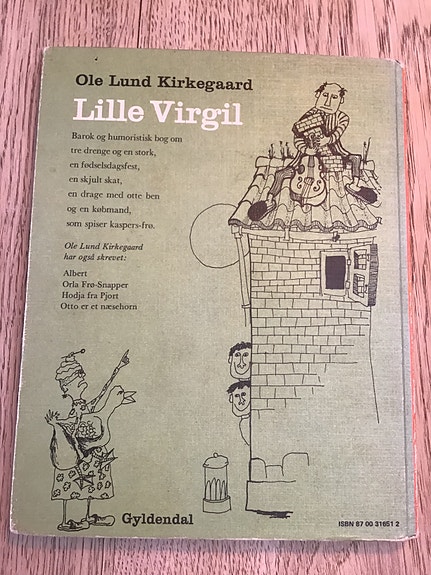 Ole Lund Kirkegaard
Lille Virgil
Barok og humoristisk bog om
tre drenge og en stork,
en fødselsdagsfest,
en skjult skat,
en drage med otte ben
og en købmand,
som spiser kaspers-frø.
Ole Lund Kirkegaard
har også skrevet:
Albert
Orla Frø-Snapper
Hodja fra Pjort
Otto er et næsehorn
Gyldendal
ISBN 87 00 31651 2